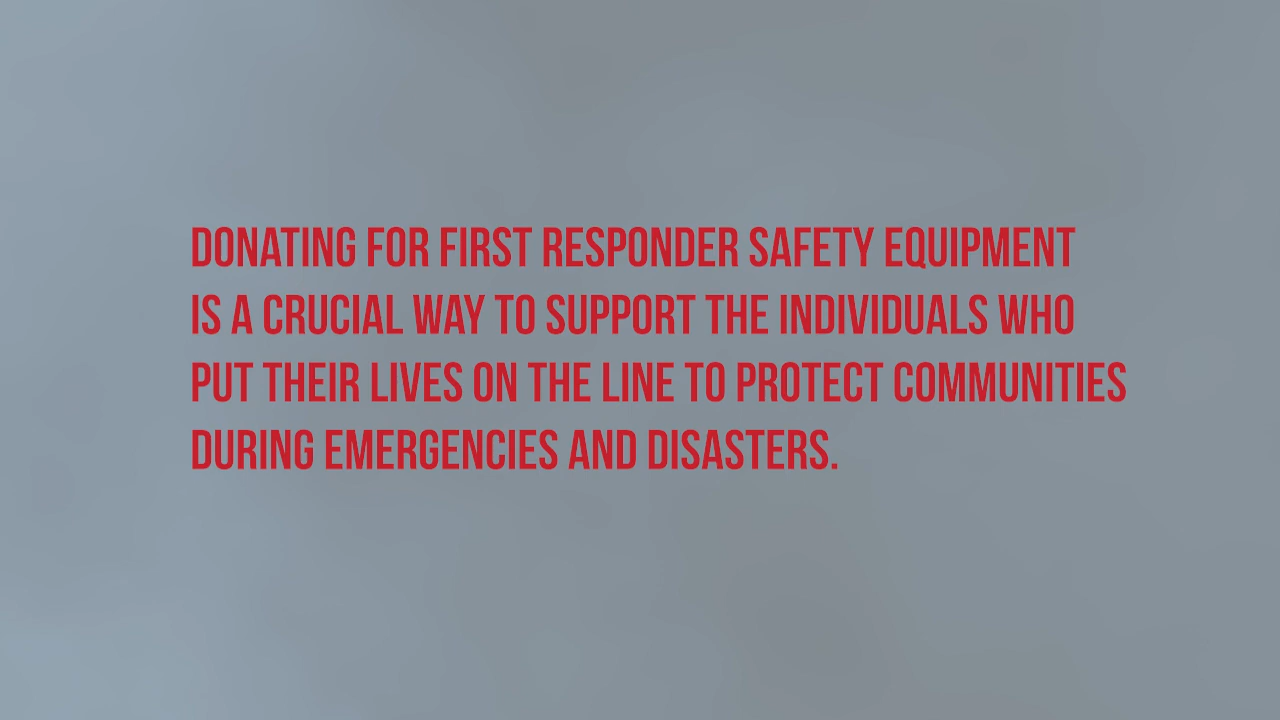 DONATING FOR FIRST RESPONDER SAFETY EQUIPMENT
IS A CRUCIAL WAY TO SUPPORT THE INDIVIDUALS WHO
PUT THEIR LIVES ON THE LINE TO PROTECT COMMUNITIES
DURING EMERGENCIES AND DISASTERS.